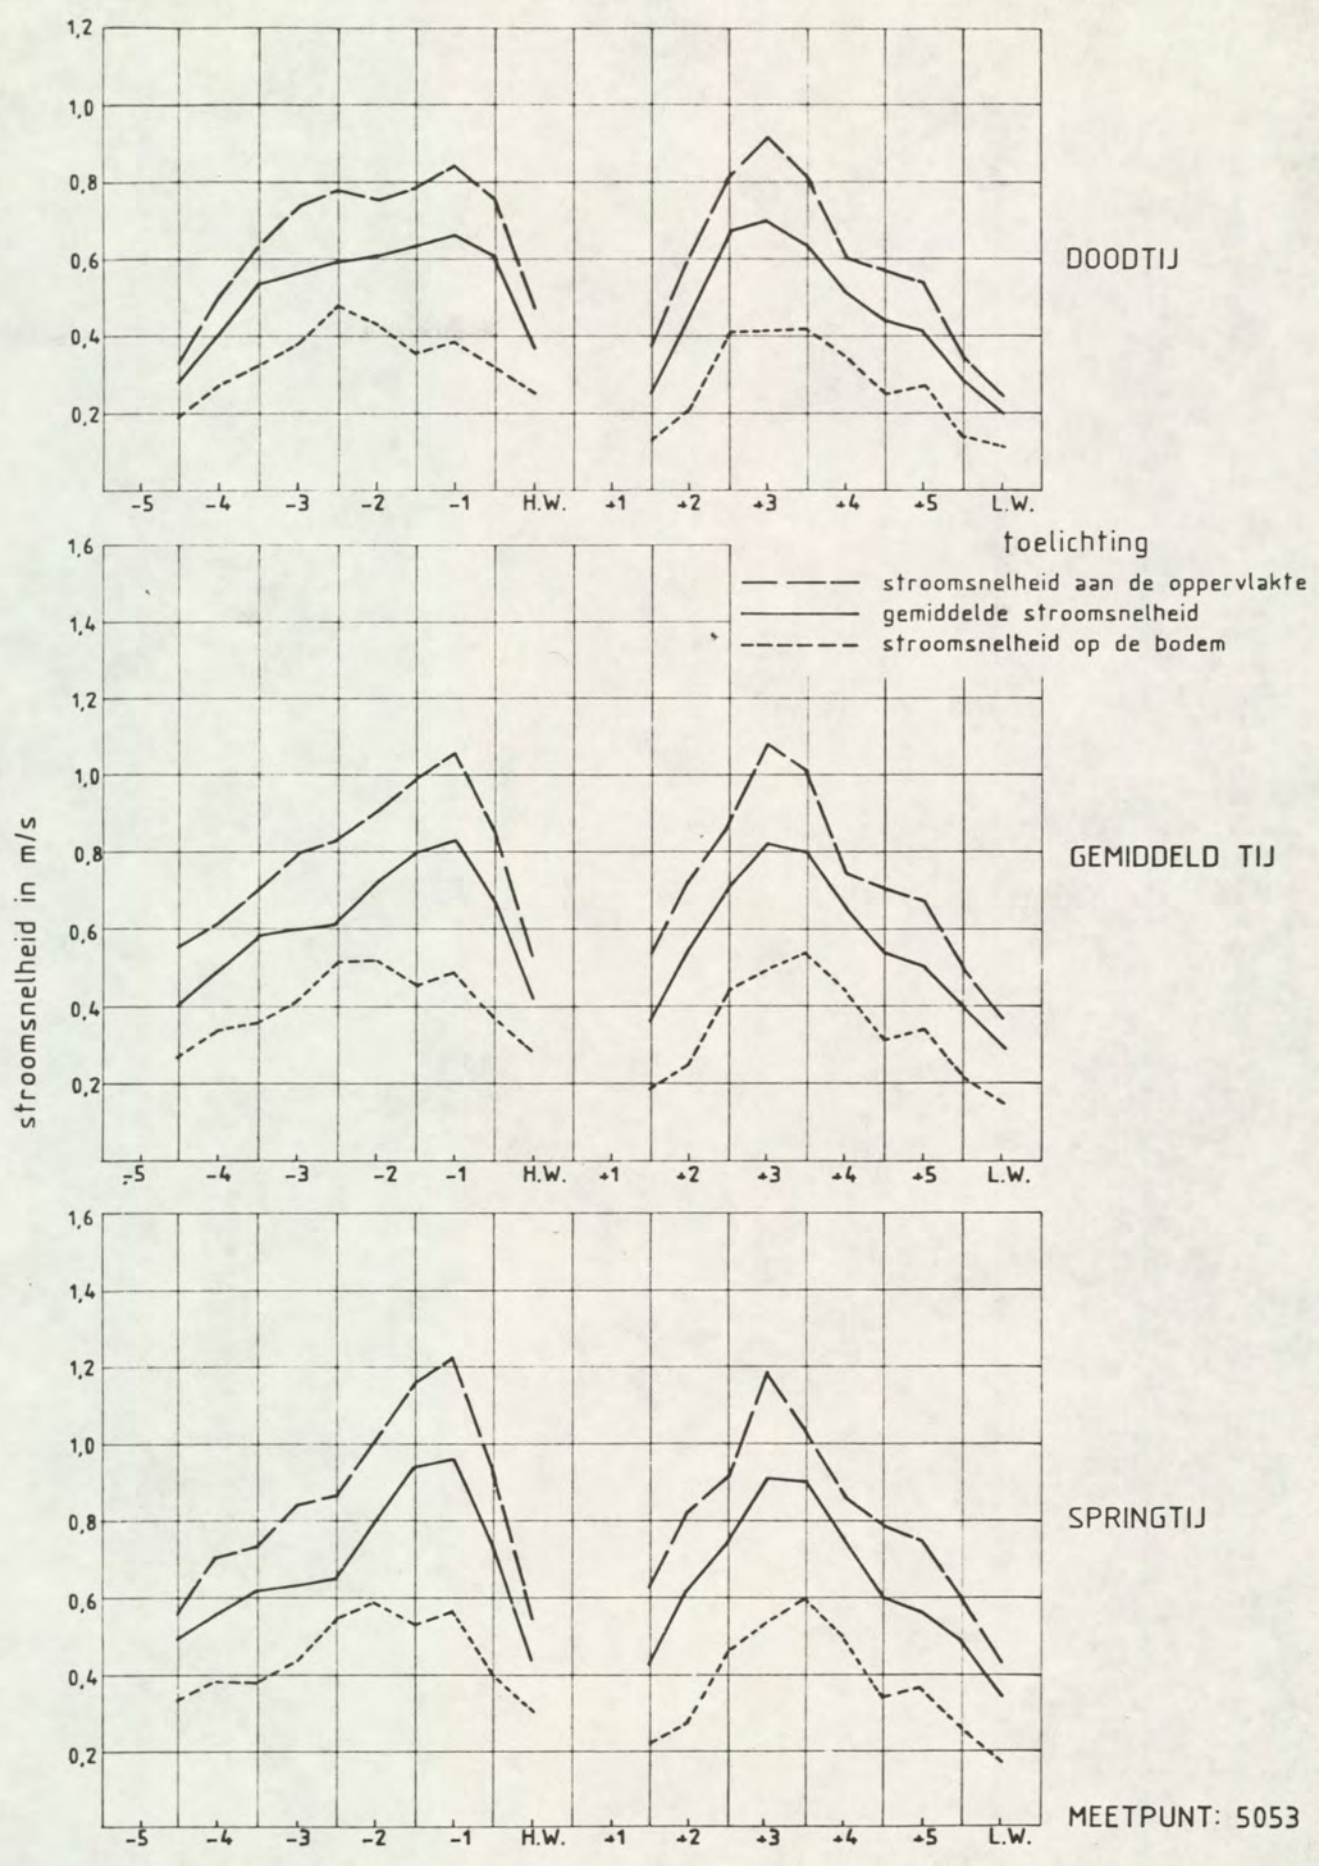 1,2
1,0
0,8
0,6
0,4
0,2
-5 -4 -3 -2 -1 H.W. +1 +2 +3 +4 +5 L.W.
DOODTIJ
toelichting
stroomsnelheid aan de oppervlakte
gemiddelde stroomsnelheid
stroomsnelheid op de bodem
1,6
1,4
1,2
1,0
0,8
0,6
0,4
0,2
-5 -4 -3 -2 -1 H.W. +1 +2 +3 +4 +5 L.W.
GEMIDDELD TIJ
stroomsnelheid in m/s
1,6
1,4
1,2
1,0
0,8
0,6
0,4
0,2
-5 -4 -3 -2 -1 H.W. +1 +2 +3 +4 +5 L.W.
SPRINGTIJ
MEETPUNT: 5053